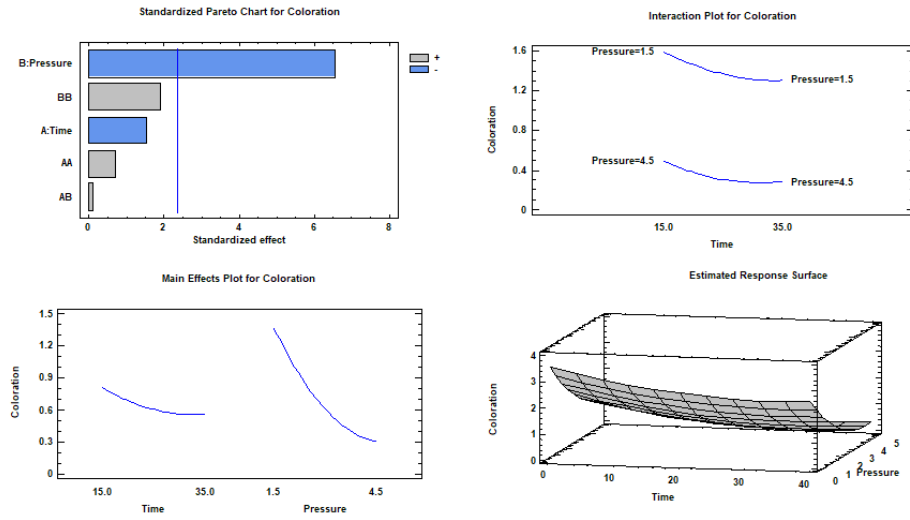 Standardized Pareto Chart for Coloration
B:Pressure
BB
A:Time
AA
AB
0 2 4 6 8
Standardized effect
+
-
Interaction Plot for Coloration
1.6
1.2
0.8
0.4
0
Coloration
Pressure=1.5
Pressure=1.5
Pressure=4.5
Pressure=4.5
15.0 35.0
Time
Main Effects Plot for Coloration
1.5
1.2
0.9
0.6
0.3
0
Coloration
15.0 35.0 1.5 4.5
Time Pressure
Estimated Response Surface
4
3
2
1
0
Coloration
0 10 20 30 40
Time
0 1 2 3 4 5
Pressure